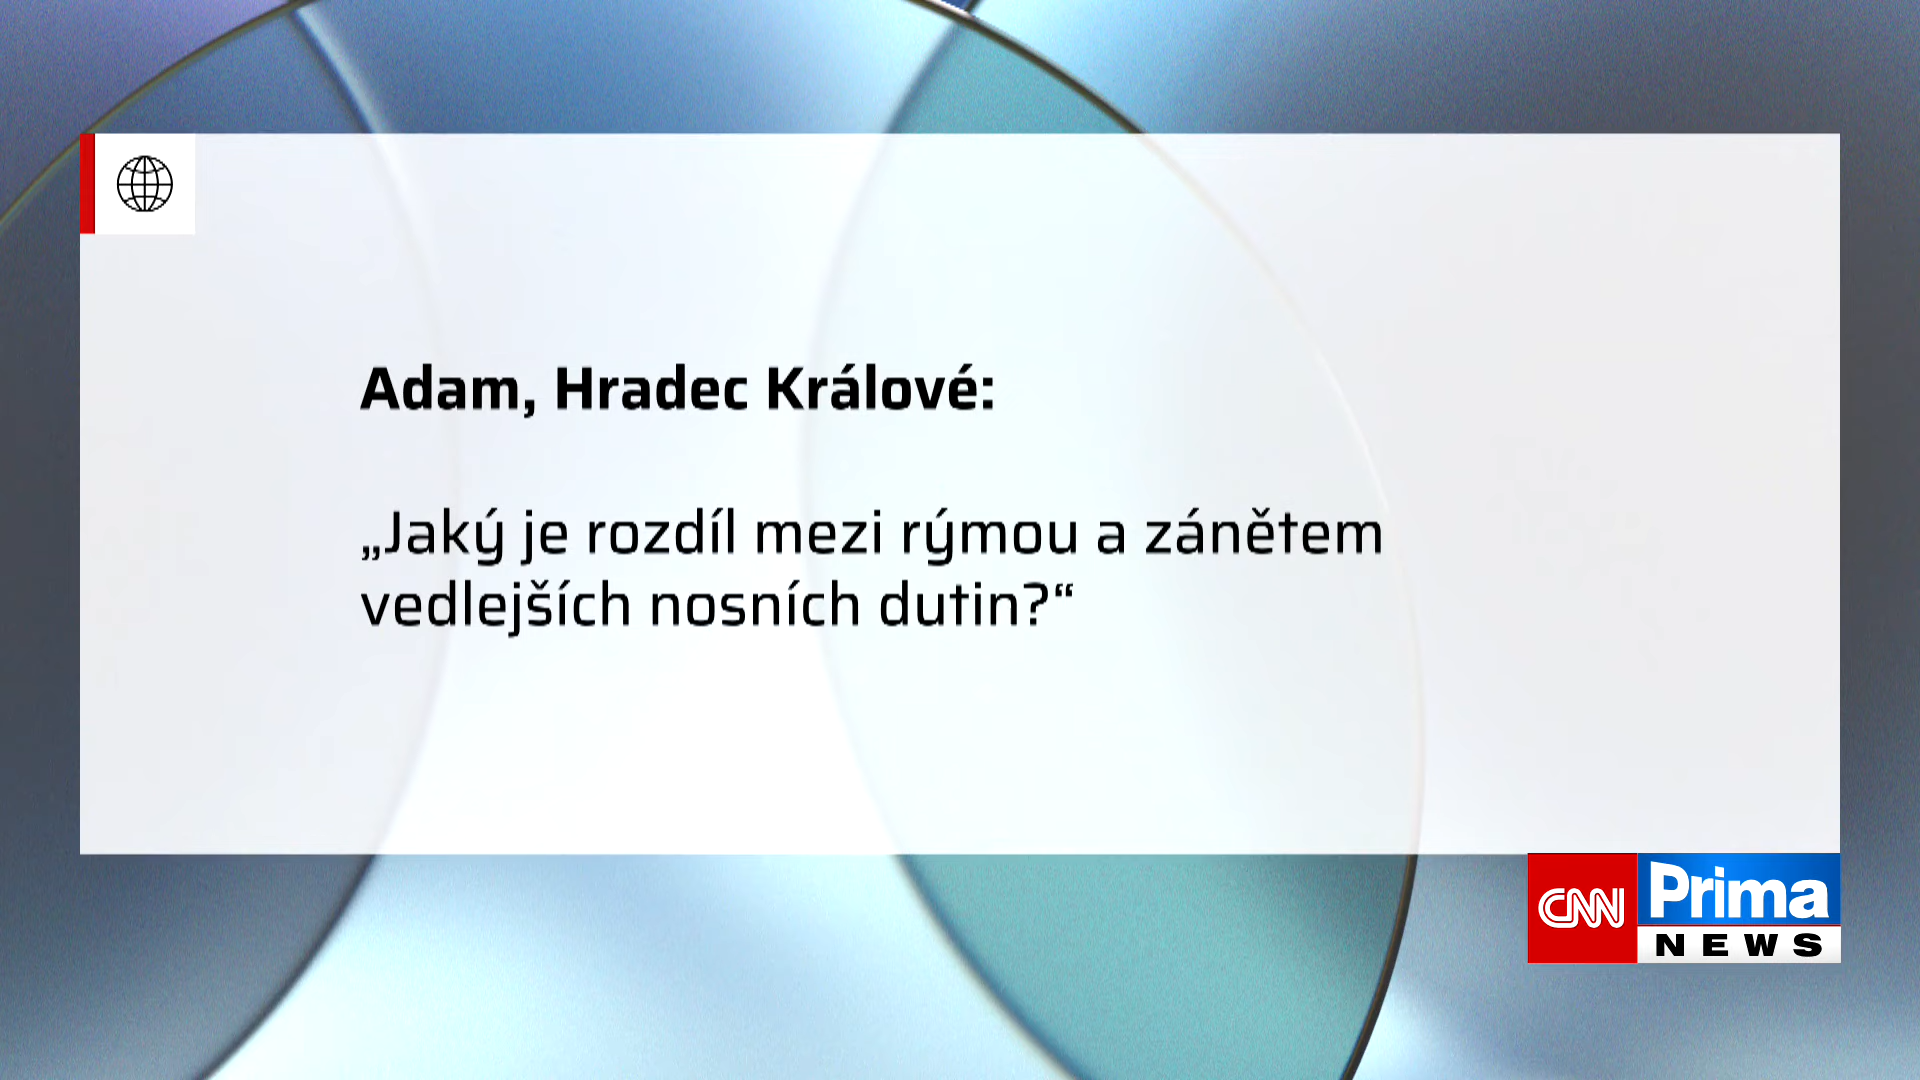 Adam, Hradec Králové:
„Jaký je rozdíl mezi rýmou a zánětem
vedlejších nosních dutin?“
CNN Prima
NEWS